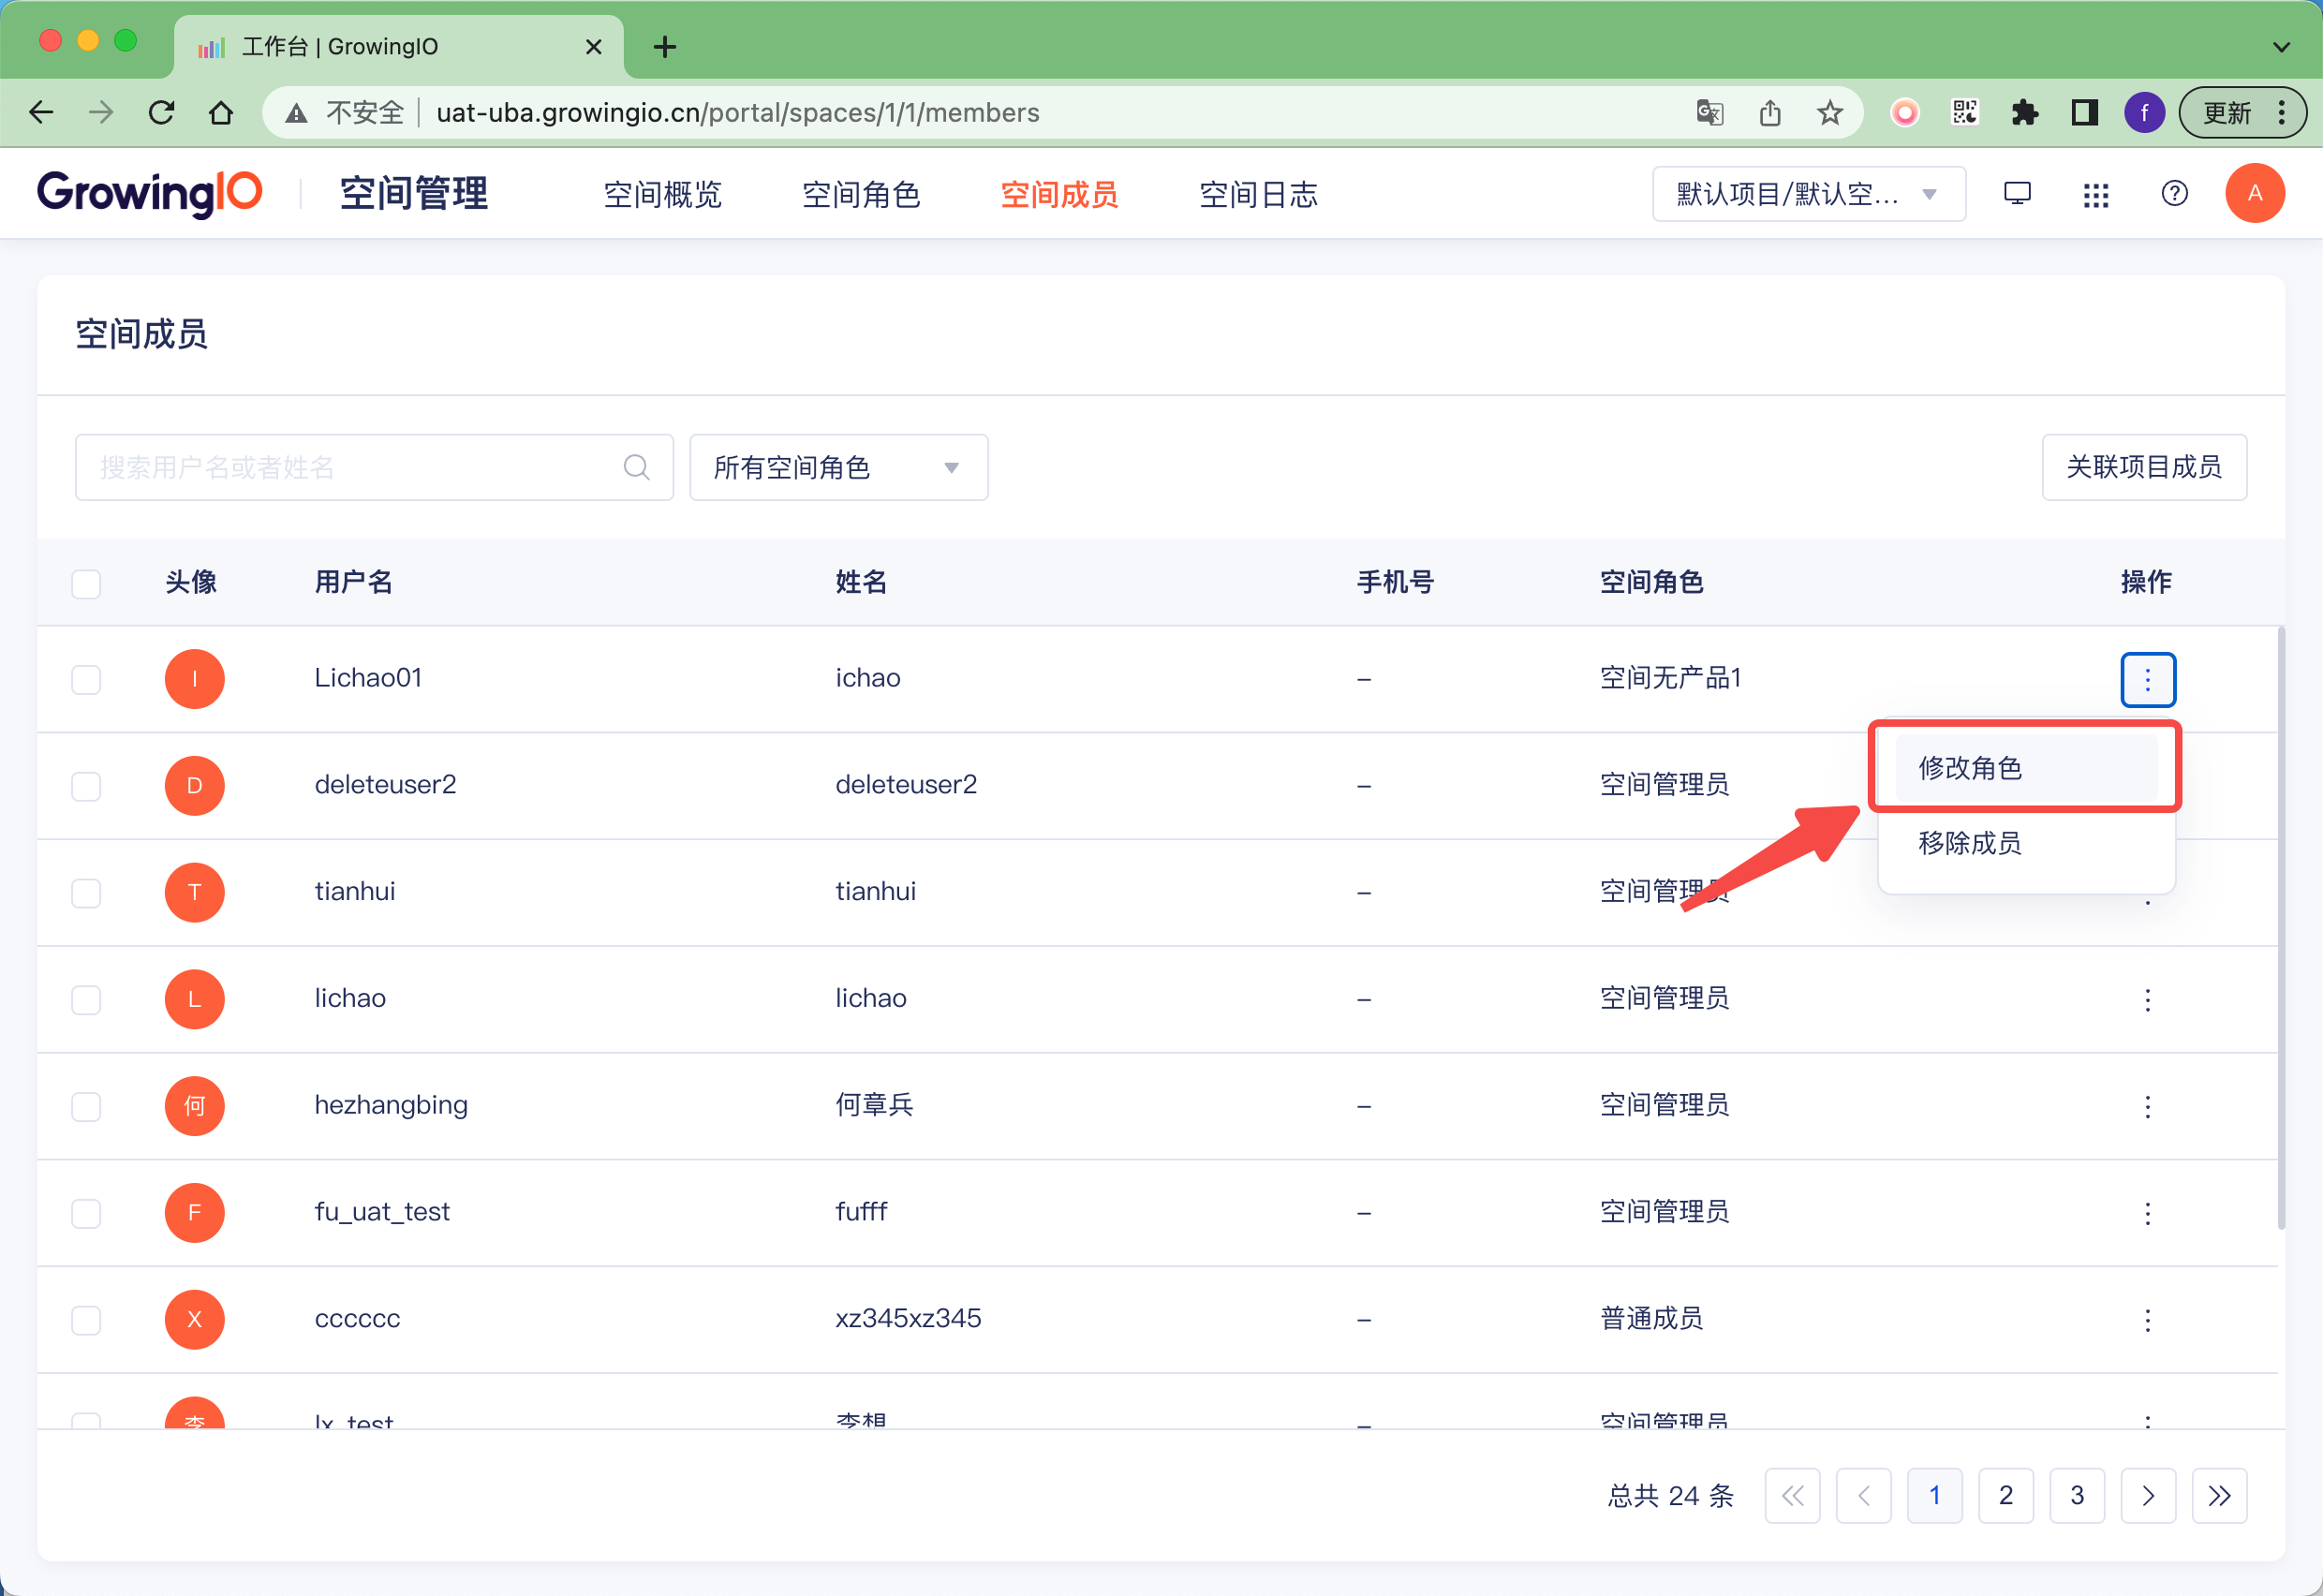 工作台 | GrowingIO
不安全 uat-uba.growingio.cn/portal/spaces/1/1/members f 更新
GrowingIO 空间管理 空间概览 空间角色 空间成员 空间日志 默认项目/默认空... A
空间成员
搜索用户名或者姓名 所有空间角色 关联项目成员
头像 用户名 姓名 手机号 空间角色 操作
I Lichao01 ichao – 空间无产品1
修改角色
D deleteuser2 deleteuser2 – 空间管理员
移除成员
T tianhui tianhui – 空间管理员
L lichao lichao – 空间管理员
何 hezhangbing 何章兵 – 空间管理员
F fu_uat_test fufff – 空间管理员
X cccccc xz345xz345 – 普通成员
李 lx_test 李想 – 空间管理员
总共 24 条 1 2 3